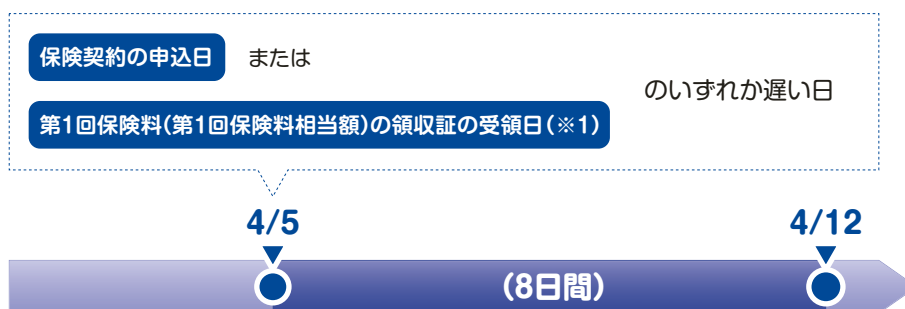 保険契約の申込日 または
のいずれか遅い日
第1回保険料(第1回保険料相当額)の領収証の受領日(※1)
4/5 4/12
(8日間)